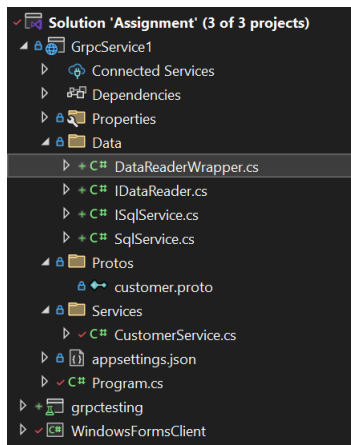 Solution 'Assignment' (3 of 3 projects)
GrpcService1
Connected Services
Dependencies
Properties
Data
C# DataReaderWrapper.cs
C# IDataReader.cs
C# ISqlService.cs
C# SqlService.cs
Protos
customer.proto
Services
C# CustomerService.cs
appsettings.json
C# Program.cs
grpctesting
C# WindowsFormsClient